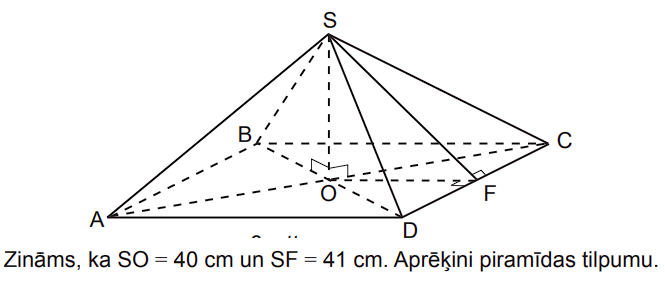 S
B
C
O
F
A
D
Zināms, ka SO = 40 cm un SF = 41 cm. Aprēķini piramīdas tilpumu.